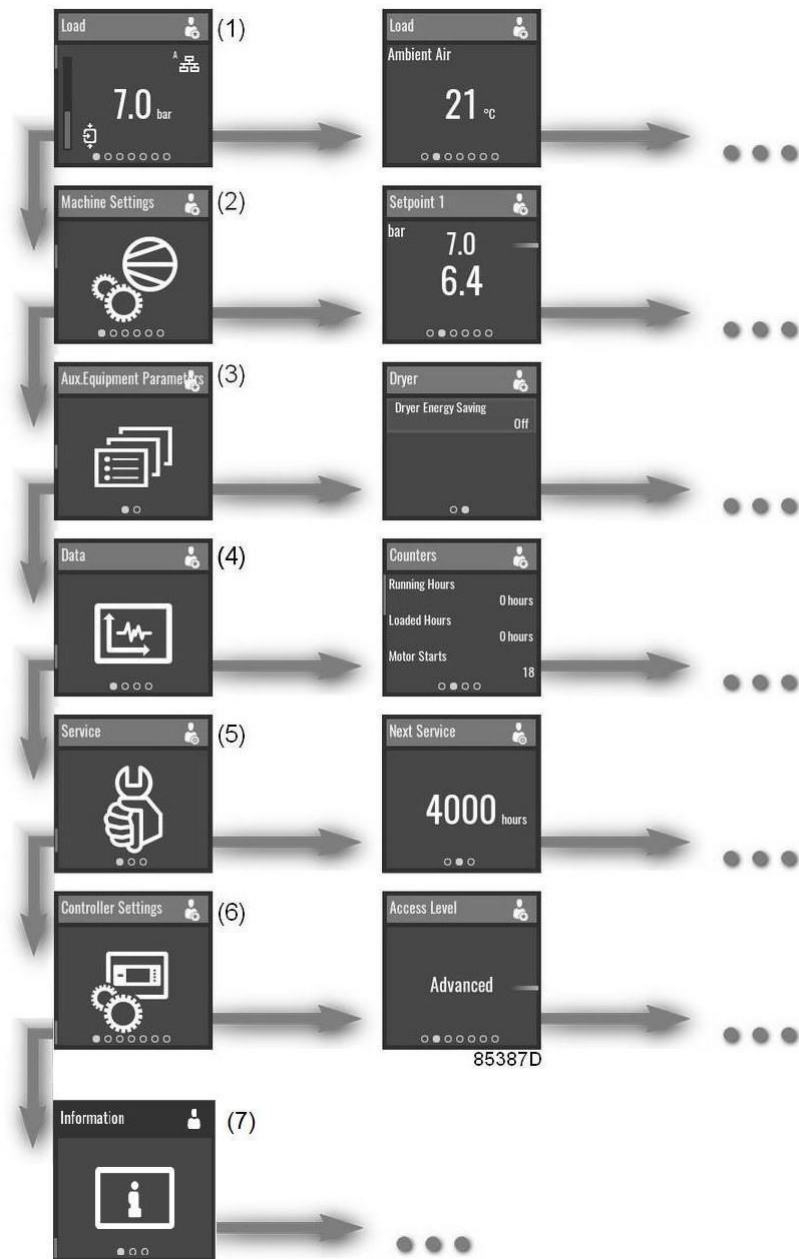 Load
(1)
A
7.0 bar
Load
Ambient Air
21 °C
Machine Settings
(2)
Setpoint 1
bar
7.0
6.4
Aux.Equipment Parameters
(3)
Dryer
Dryer Energy Saving
Off
Data
(4)
Counters
Running Hours
0 hours
Loaded Hours
0 hours
Motor Starts
18
Service
(5)
Next Service
4000 hours
Controller Settings
(6)
Access Level
Advanced
85387D
Information
(7)